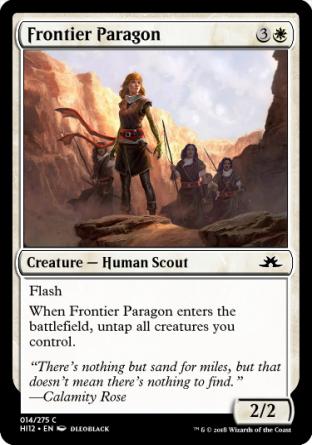 Frontier Paragon 3
Creature — Human Scout
Flash
When Frontier Paragon enters the
battlefield, untap all creatures you
control.
"There's nothing but sand for miles, but that
doesn't mean there's nothing to find."
—Calamity Rose
2/2
014/275 C
HI12 • EN DLEOBLACK
™ & © 2018 Wizards of the Coast